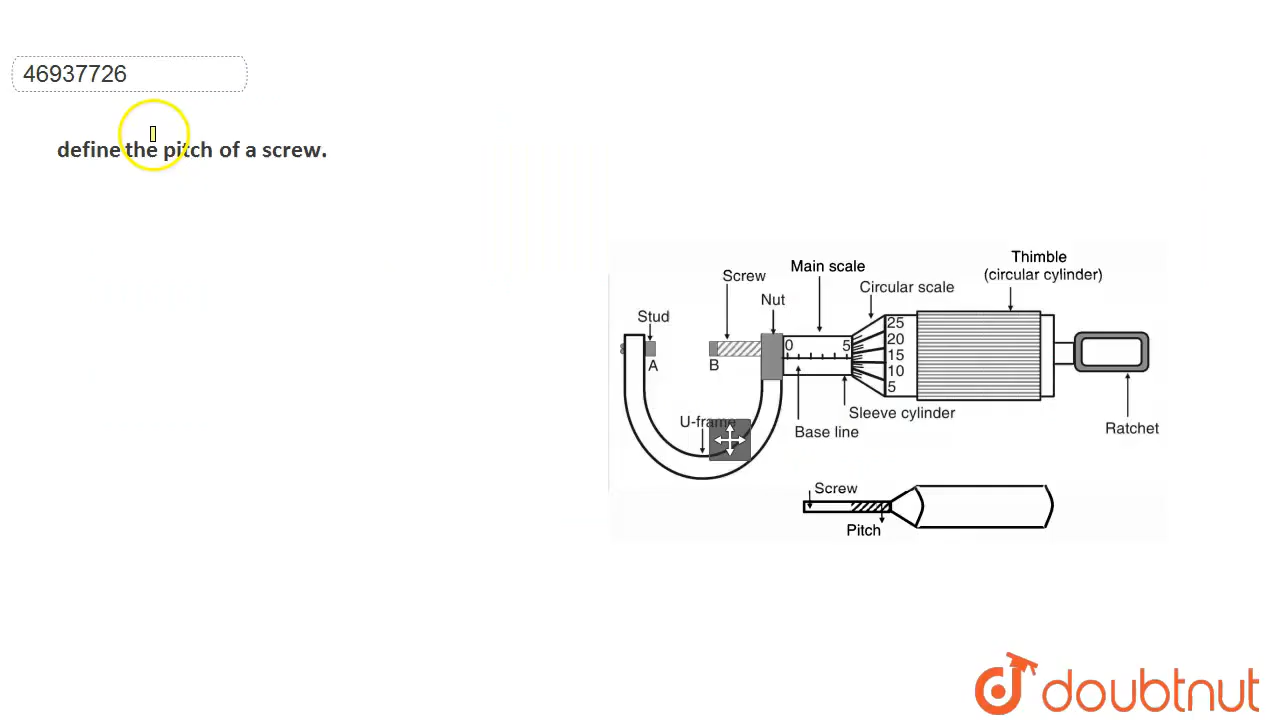 46937726
define the pitch of a screw.
Thimble
(circular cylinder)
Main scale
Screw
Circular scale
Nut
Stud
25
20
15
10
5
0
5
A
B
U-frame
Base line
Sleeve cylinder
Ratchet
Screw
Pitch
doubtnut